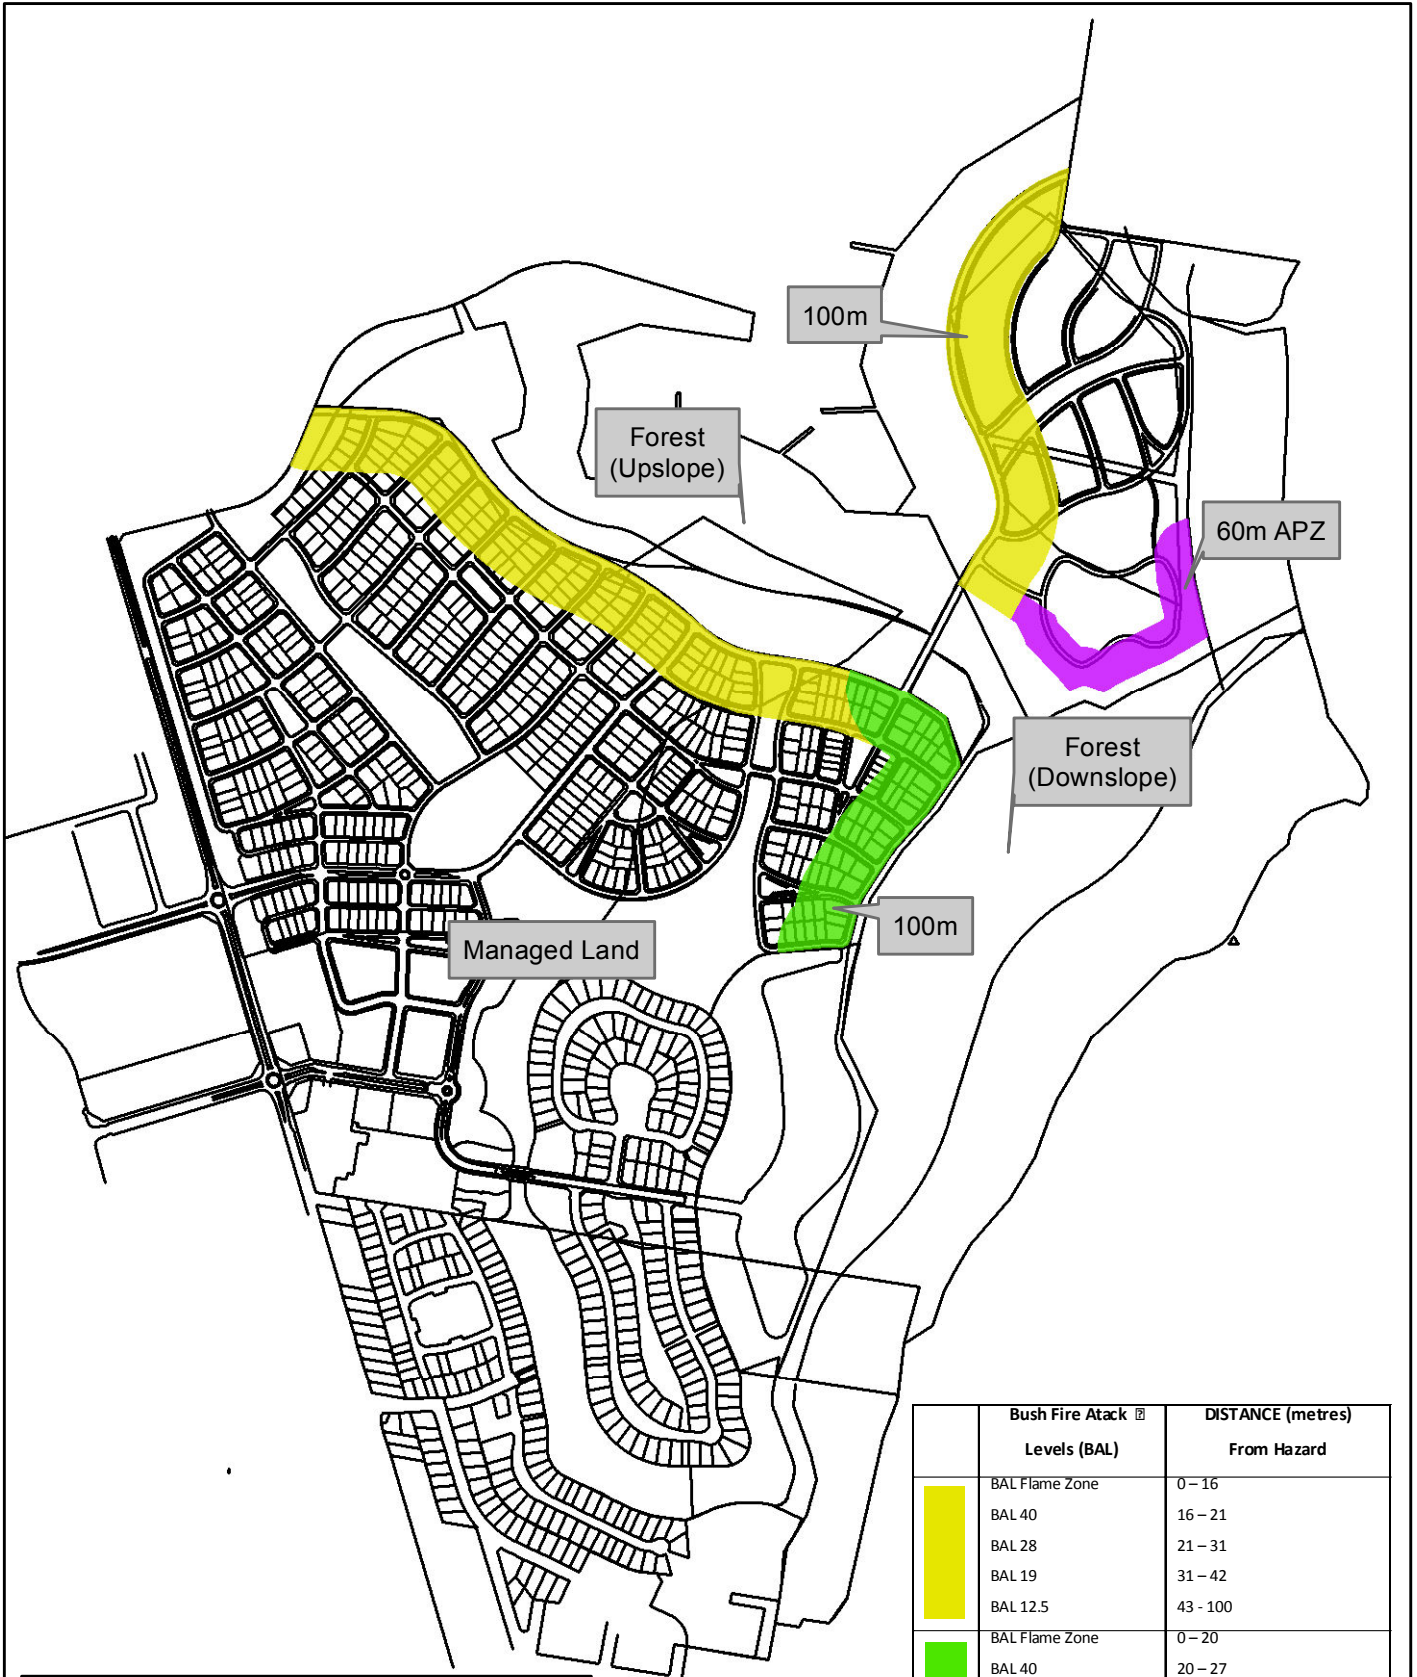 100m
Forest
(Upslope)
60m APZ
Forest
(Downslope)
100m
Managed Land
Bush Fire Atack
Levels (BAL)
DISTANCE (metres)
From Hazard
BAL Flame Zone 0 – 16
BAL 40 16 – 21
BAL 28 21 – 31
BAL 19 31 – 42
BAL 12.5 43 - 100
BAL Flame Zone 0 – 20
BAL 40 20 – 27